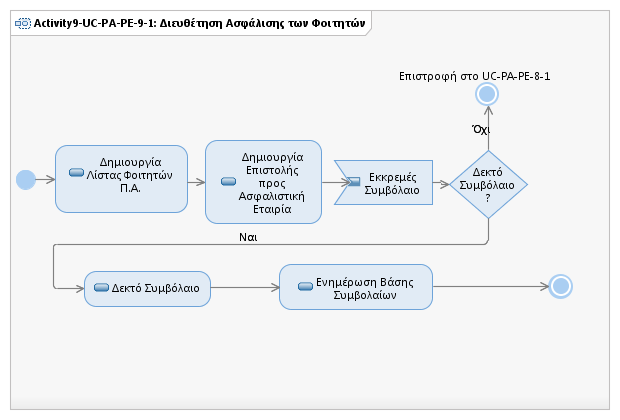 Activity9-UC-PA-PE-9-1: Διευθέτηση Ασφάλισης των Φοιτητών
Επιστροφή στο UC-PA-PE-8-1
Όχι
Δημιουργία
Λίστας Φοιτητών
Π.Α.
Δημιουργία
Επιστολής
προς
Ασφαλιστική
Εταιρία
Εκκρεμές
Συμβόλαιο
Δεκτό
Συμβόλαιο
?
Ναι
Δεκτό Συμβόλαιο
Ενημέρωση Βάσης
Συμβολαίων